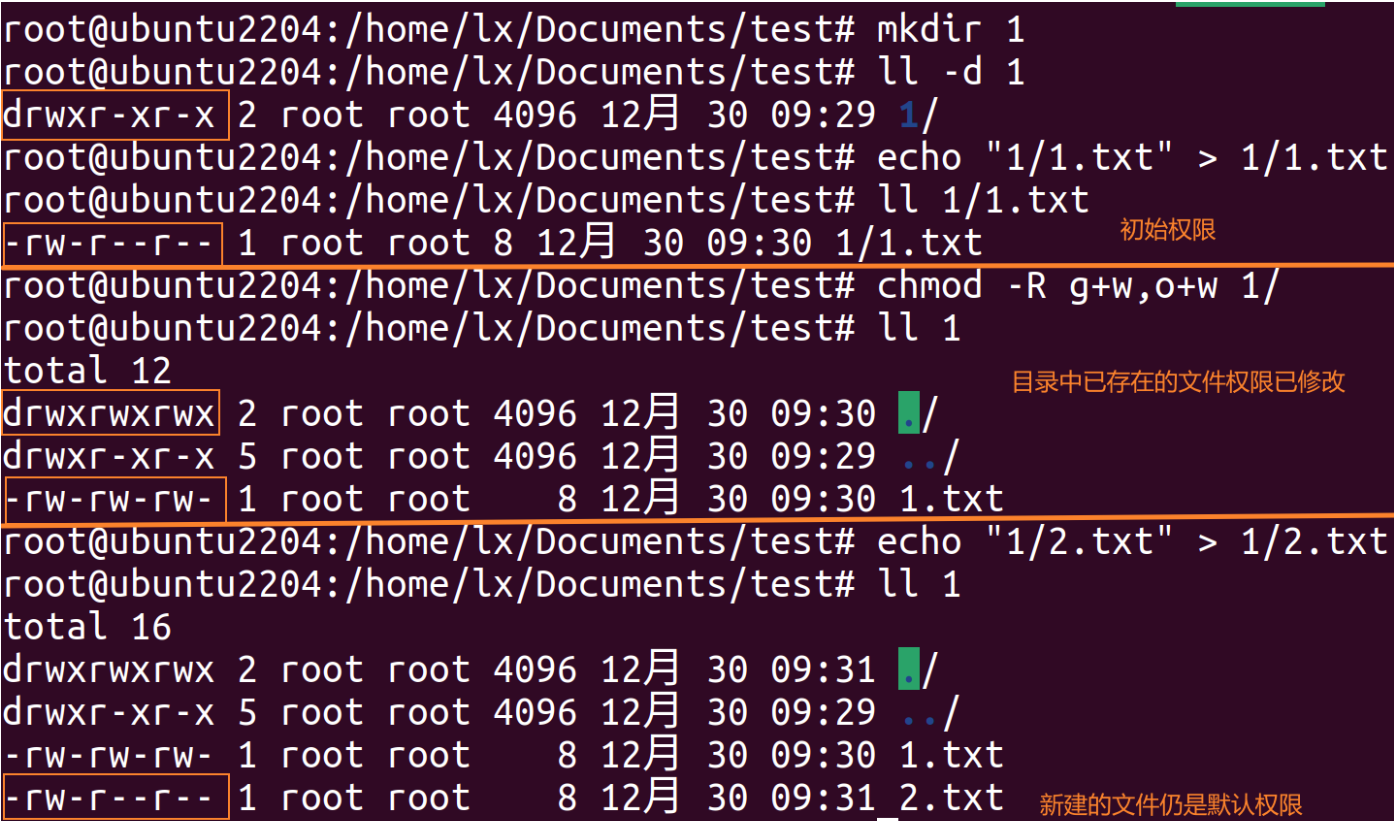 root@ubuntu2204:/home/lx/Documents/test# mkdir 1
root@ubuntu2204:/home/lx/Documents/test# ll -d 1
drwxr-xr-x 2 root root 4096 12月 30 09:29 1/
root@ubuntu2204:/home/lx/Documents/test# echo "1/1.txt" > 1/1.txt
root@ubuntu2204:/home/lx/Documents/test# ll 1/1.txt
初始权限
-rw-r--r-- 1 root root 8 12月 30 09:30 1/1.txt
root@ubuntu2204:/home/lx/Documents/test# chmod -R g+w,o+w 1/
root@ubuntu2204:/home/lx/Documents/test# ll 1
total 12
目录中已存在的文件权限已修改
drwxrwxrwx 2 root root 4096 12月 30 09:30 ./
drwxr-xr-x 5 root root 4096 12月 30 09:29 ../
-rw-rw-rw- 1 root root    8 12月 30 09:30 1.txt
root@ubuntu2204:/home/lx/Documents/test# echo "1/2.txt" > 1/2.txt
root@ubuntu2204:/home/lx/Documents/test# ll 1
total 16
drwxrwxrwx 2 root root 4096 12月 30 09:31 ./
drwxr-xr-x 5 root root 4096 12月 30 09:29 ../
-rw-rw-rw- 1 root root    8 12月 30 09:30 1.txt
-rw-r--r-- 1 root root    8 12月 30 09:31 2.txt
新建的文件仍是默认权限